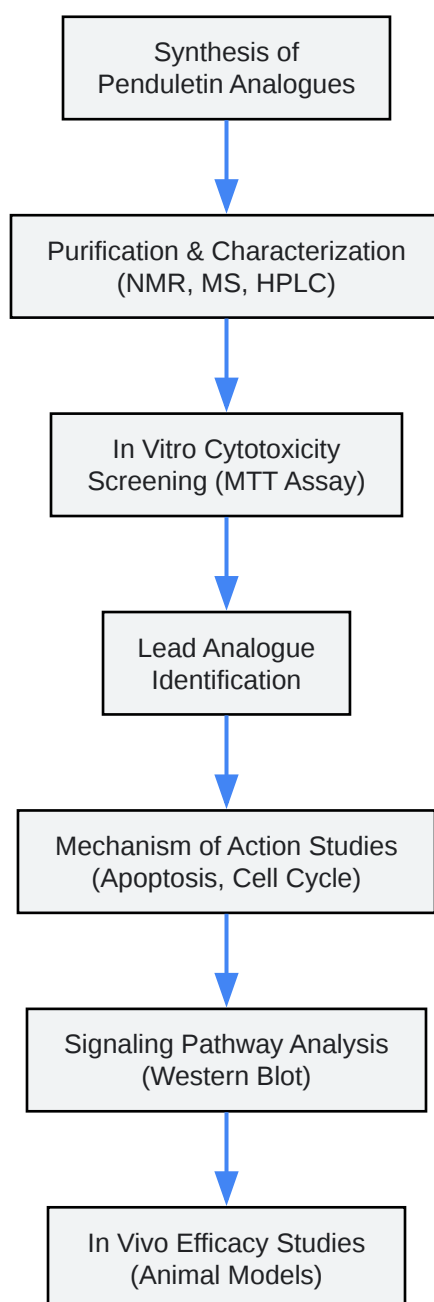 Synthesis of
Penduletin Analogues
Purification & Characterization
(NMR, MS, HPLC)
In Vitro Cytotoxicity
Screening (MTT Assay)
Lead Analogue
Identification
Mechanism of Action Studies
(Apoptosis, Cell Cycle)
Signaling Pathway Analysis
(Western Blot)
In Vivo Efficacy Studies
(Animal Models)